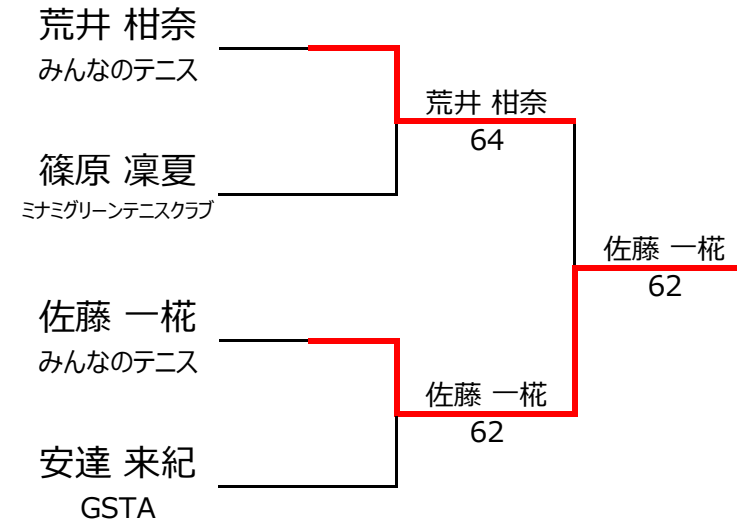 荒井 柑奈
みんなのテニス
荒井 柑奈
64
篠原 凜夏
ミナミグリーンテニスクラブ
佐藤 一椛
62
佐藤 一椛
みんなのテニス
佐藤 一椛
62
安達 来紀
GSTA